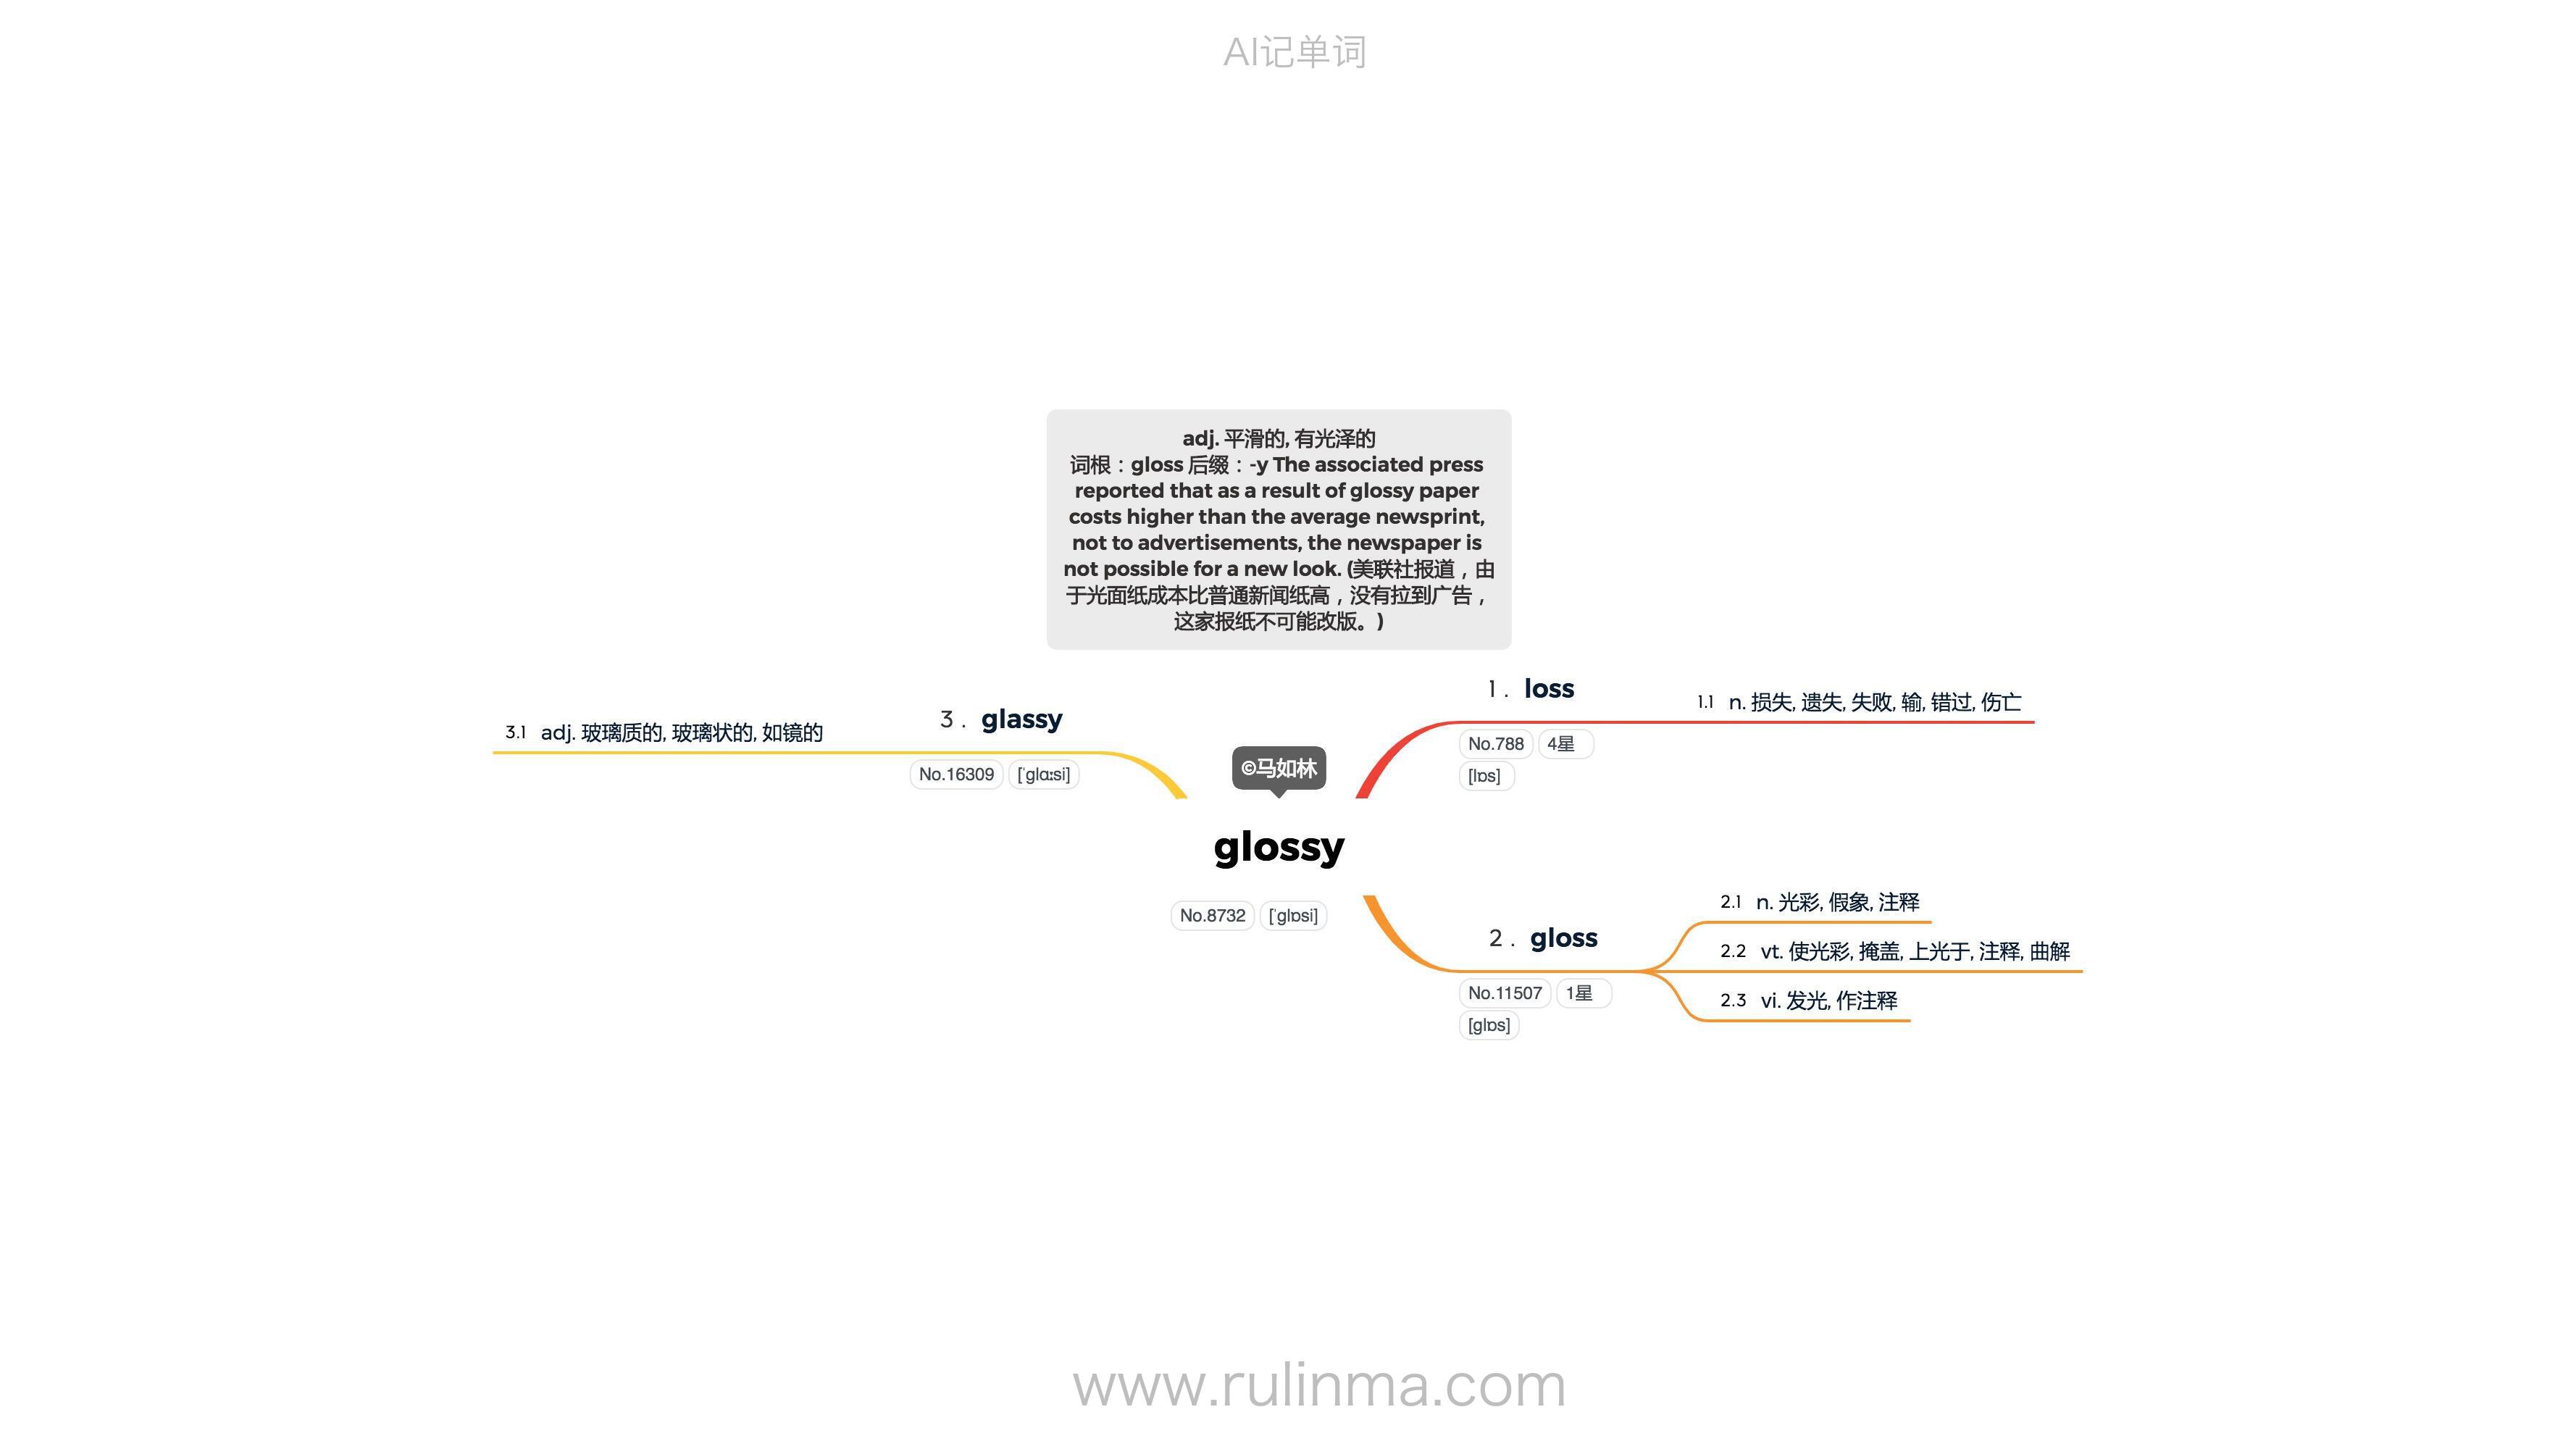 AI记单词
adj. 平滑的, 有光泽的
词根：gloss 后缀：-y The associated press
reported that as a result of glossy paper
costs higher than the average newsprint,
not to advertisements, the newspaper is
not possible for a new look. (美联社报道，由
于光面纸成本比普通新闻纸高，没有拉到广告，
这家报纸不可能改版。)
©马如林
glossy
No.8732 [ˈɡlɒsi]
1. loss
No.788 4星
[lɒs]
1.1 n. 损失, 遗失, 失败, 输, 错过, 伤亡
2. gloss
No.11507 1星
[ɡlɒs]
2.1 n. 光彩, 假象, 注释
2.2 vt. 使光彩, 掩盖, 上光于, 注释, 曲解
2.3 vi. 发光, 作注释
3. glassy
No.16309 [ˈɡlɑːsi]
3.1 adj. 玻璃质的, 玻璃状的, 如镜的
www.rulinma.com